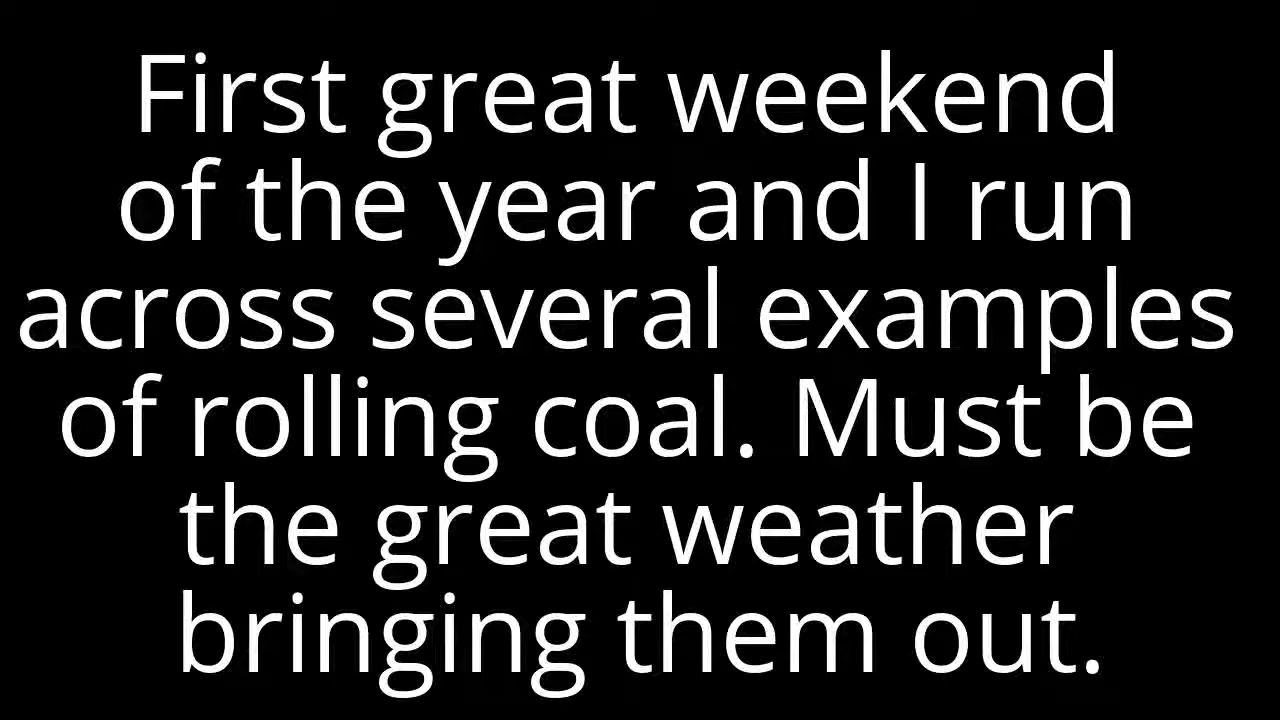 First great weekend
of the year and I run
across several examples
of rolling coal. Must be
the great weather
bringing them out.